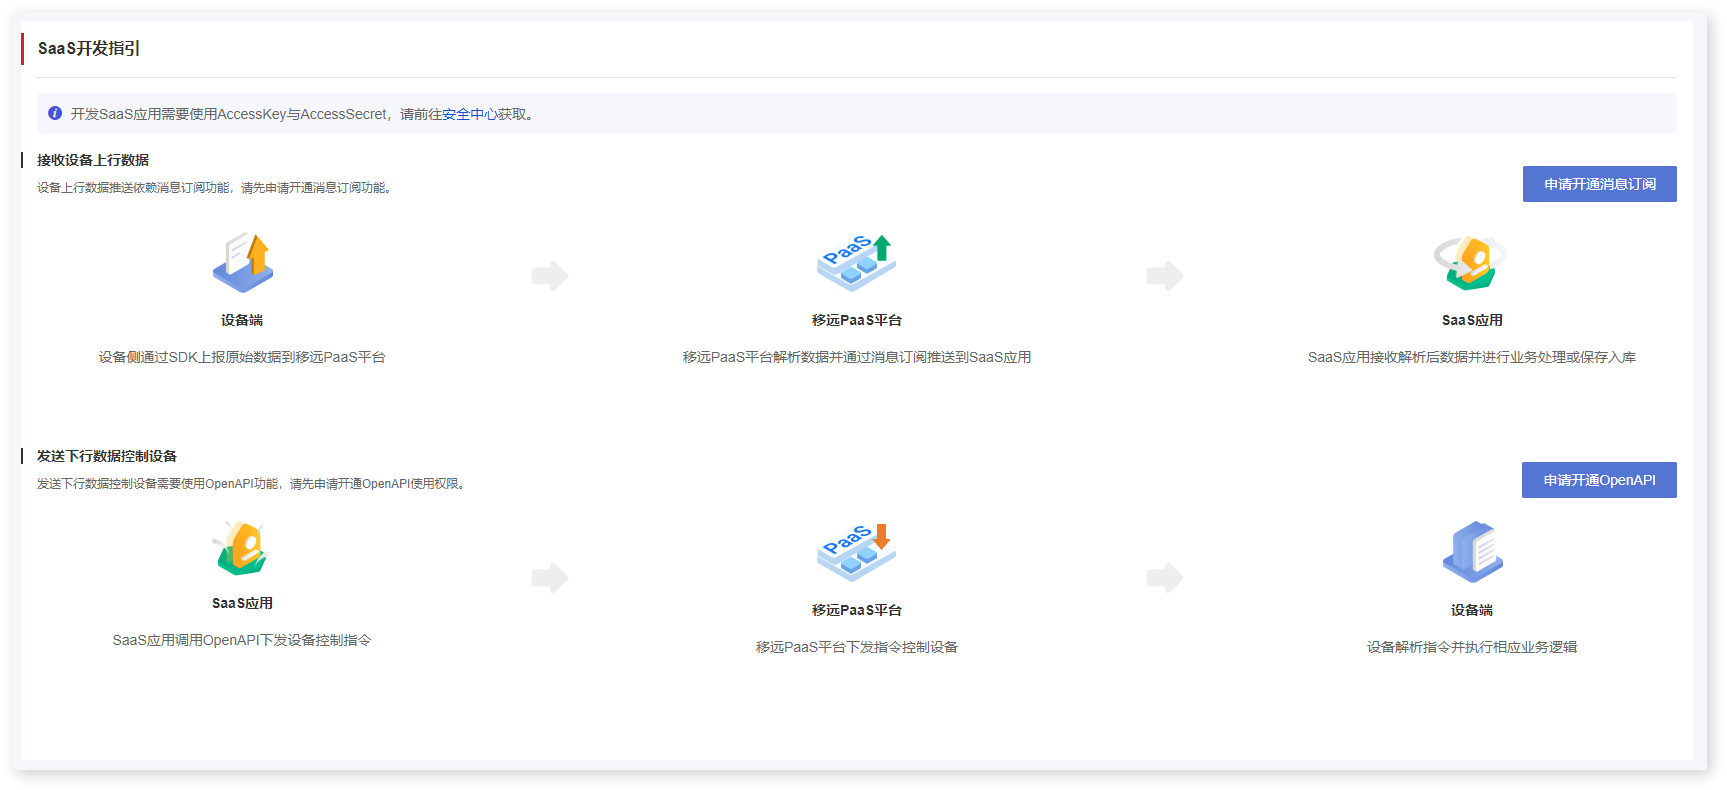 SaaS开发指引
开发SaaS应用需要使用AccessKey与AccessSecret，请前往安全中心获取。
接收设备上行数据
设备上行数据推送依赖消息订阅功能，请先申请开通消息订阅功能。
申请开通消息订阅
PaaS
设备端
移远PaaS平台
SaaS应用
设备侧通过SDK上报原始数据到移远PaaS平台
移远PaaS平台解析数据并通过消息订阅推送到SaaS应用
SaaS应用接收解析后数据并进行业务处理或保存入库
发送下行数据控制设备
发送下行数据控制设备需要使用OpenAPI功能，请先申请开通OpenAPI使用权限。
申请开通OpenAPI
PaaS
SaaS应用
移远PaaS平台
设备端
SaaS应用调用OpenAPI下发设备控制指令
移远PaaS平台下发指令控制设备
设备解析指令并执行相应业务逻辑